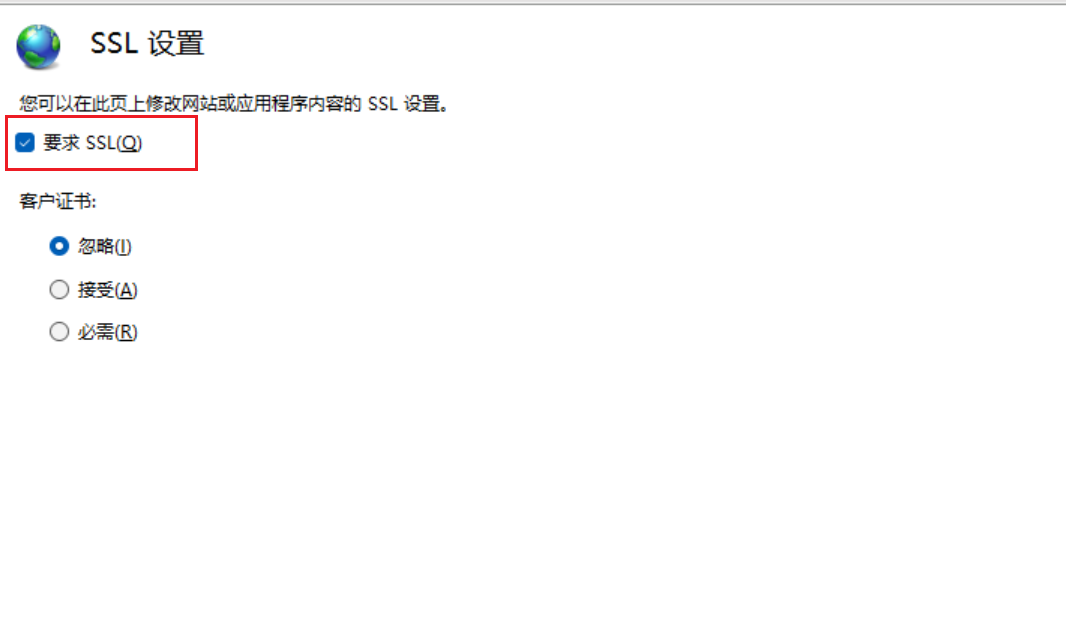 SSL 设置
您可以在此页上修改网站或应用程序内容的 SSL 设置。
要求 SSL(Q)
客户证书:
忽略(I)
接受(A)
必需(R)